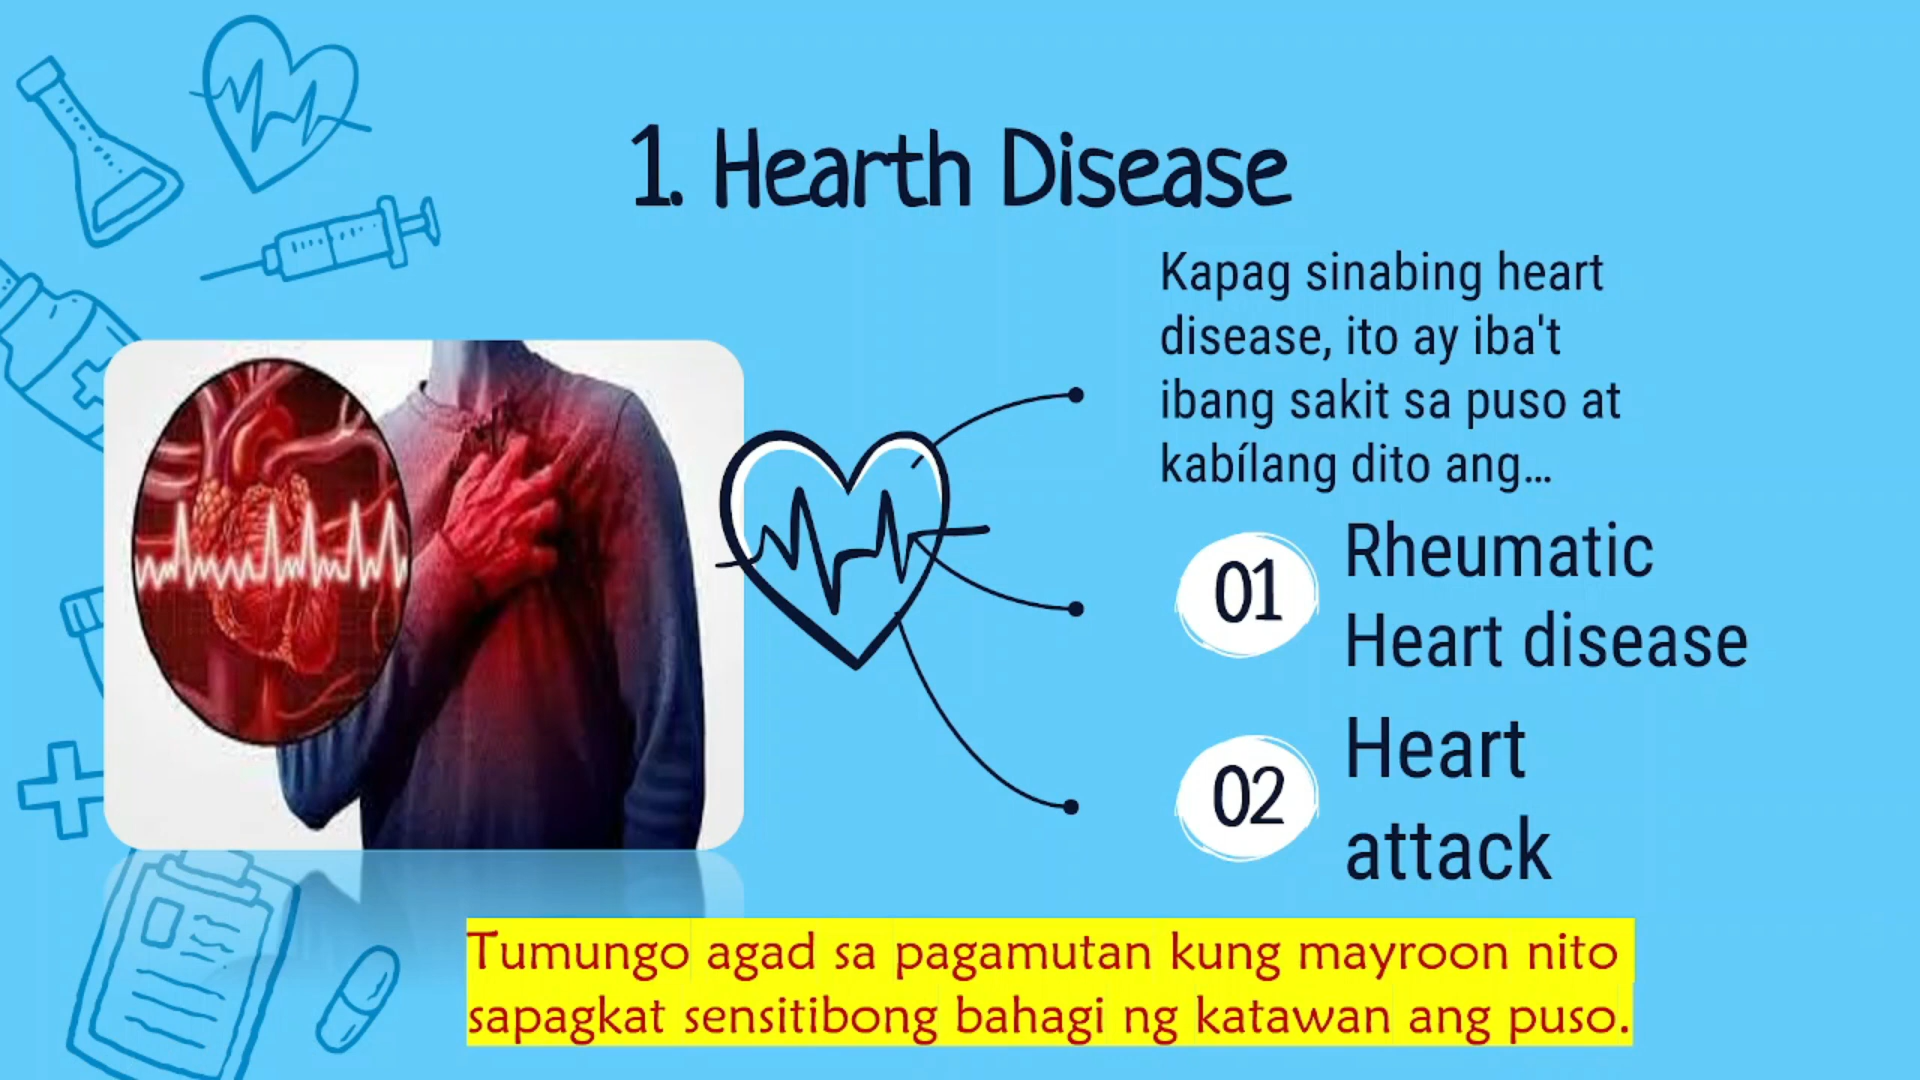 1. Hearth Disease
Kapag sinabing heart
disease, ito ay iba't
ibang sakit sa puso at
kabílang dito ang...
01
Rheumatic
Heart disease
02
Heart
attack
Tumungo agad sa pagamutan kung mayroon nito
sapagkat sensitibong bahagi ng katawan ang puso.